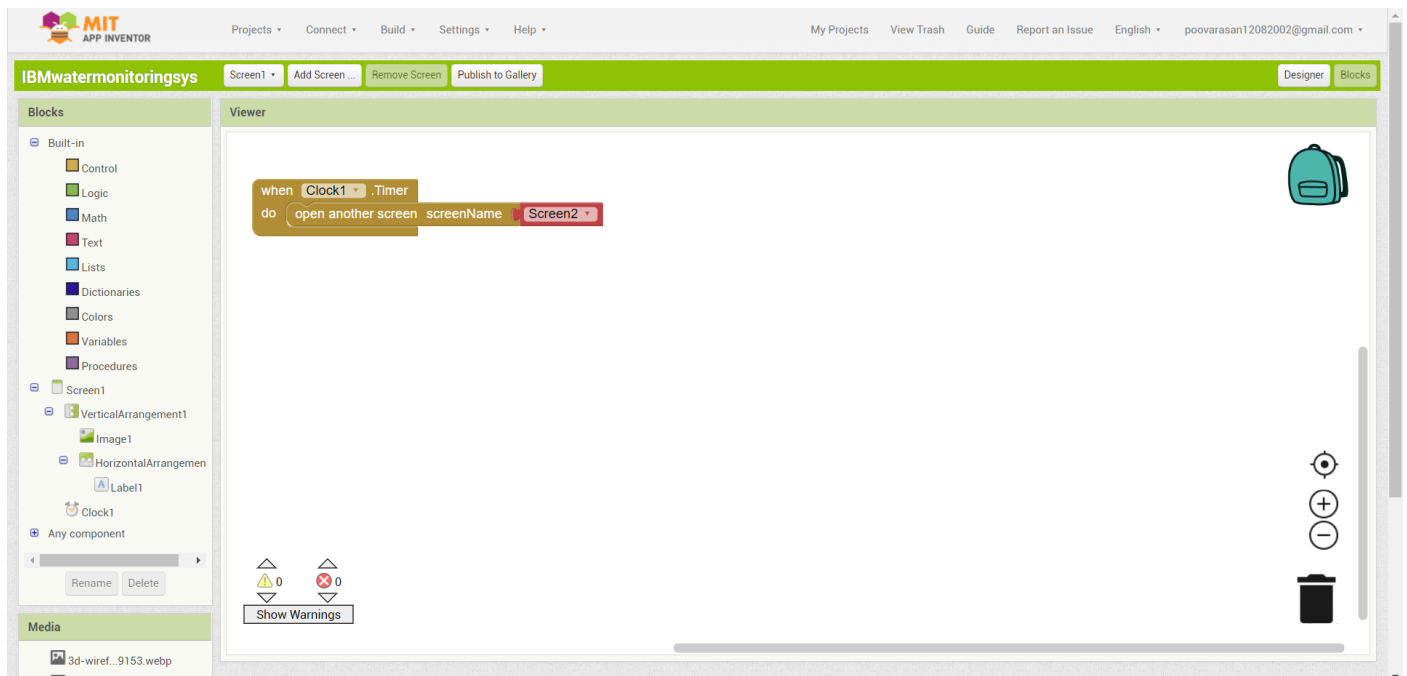 MIT
APP INVENTOR
Projects Connect Build Settings Help My Projects View Trash Guide Report an Issue English poovarasan12082002@gmail.com
IBMwatermonitoringsys Screen1 Add Screen ... Remove Screen Publish to Gallery Designer Blocks
Blocks
Built-in
Control
Logic
Math
Text
Lists
Dictionaries
Colors
Variables
Procedures
Screen1
VerticalArrangement1
Image1
HorizontalArrangemen
A Label1
Clock1
Any component
Rename Delete
Media
3d-wiref...9153.webp
Viewer
when Clock1 .Timer
do open another screen screenName Screen2
0 0
Show Warnings